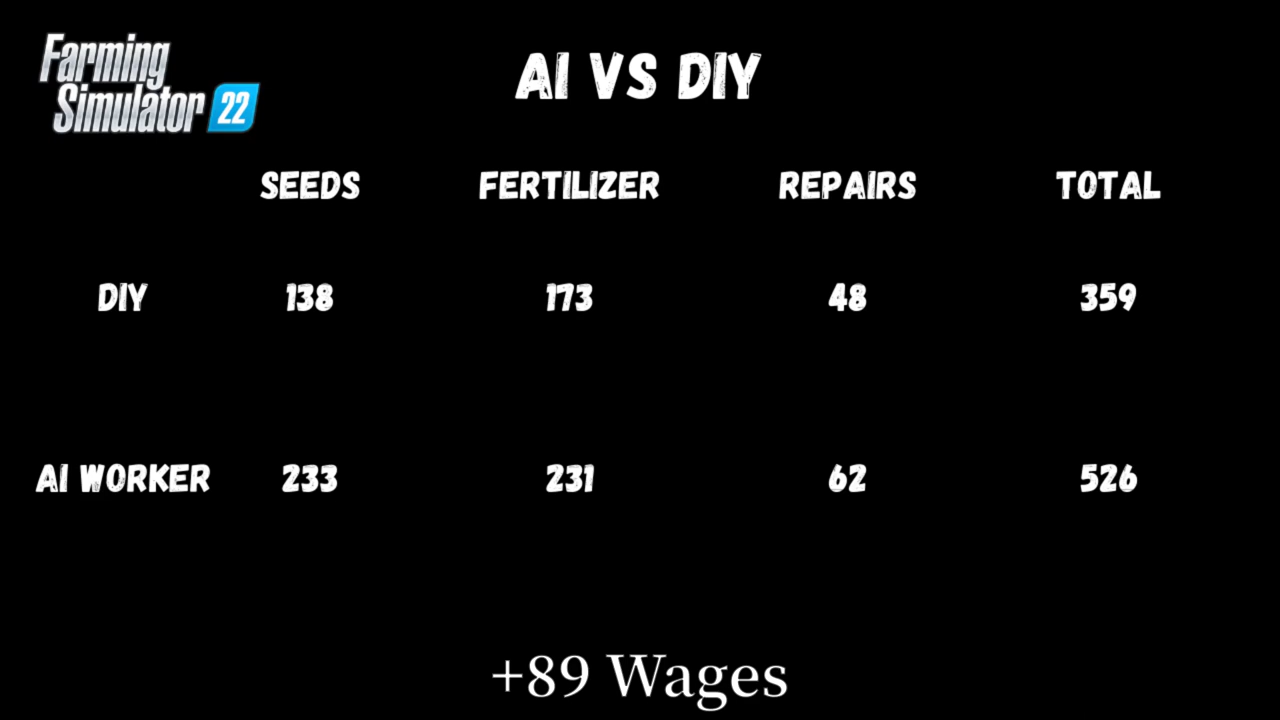 Farming
Simulator 22
AI VS DIY
SEEDS FERTILIZER REPAIRS TOTAL
DIY 138 173 48 359
AI WORKER 233 231 62 526
+89 Wages